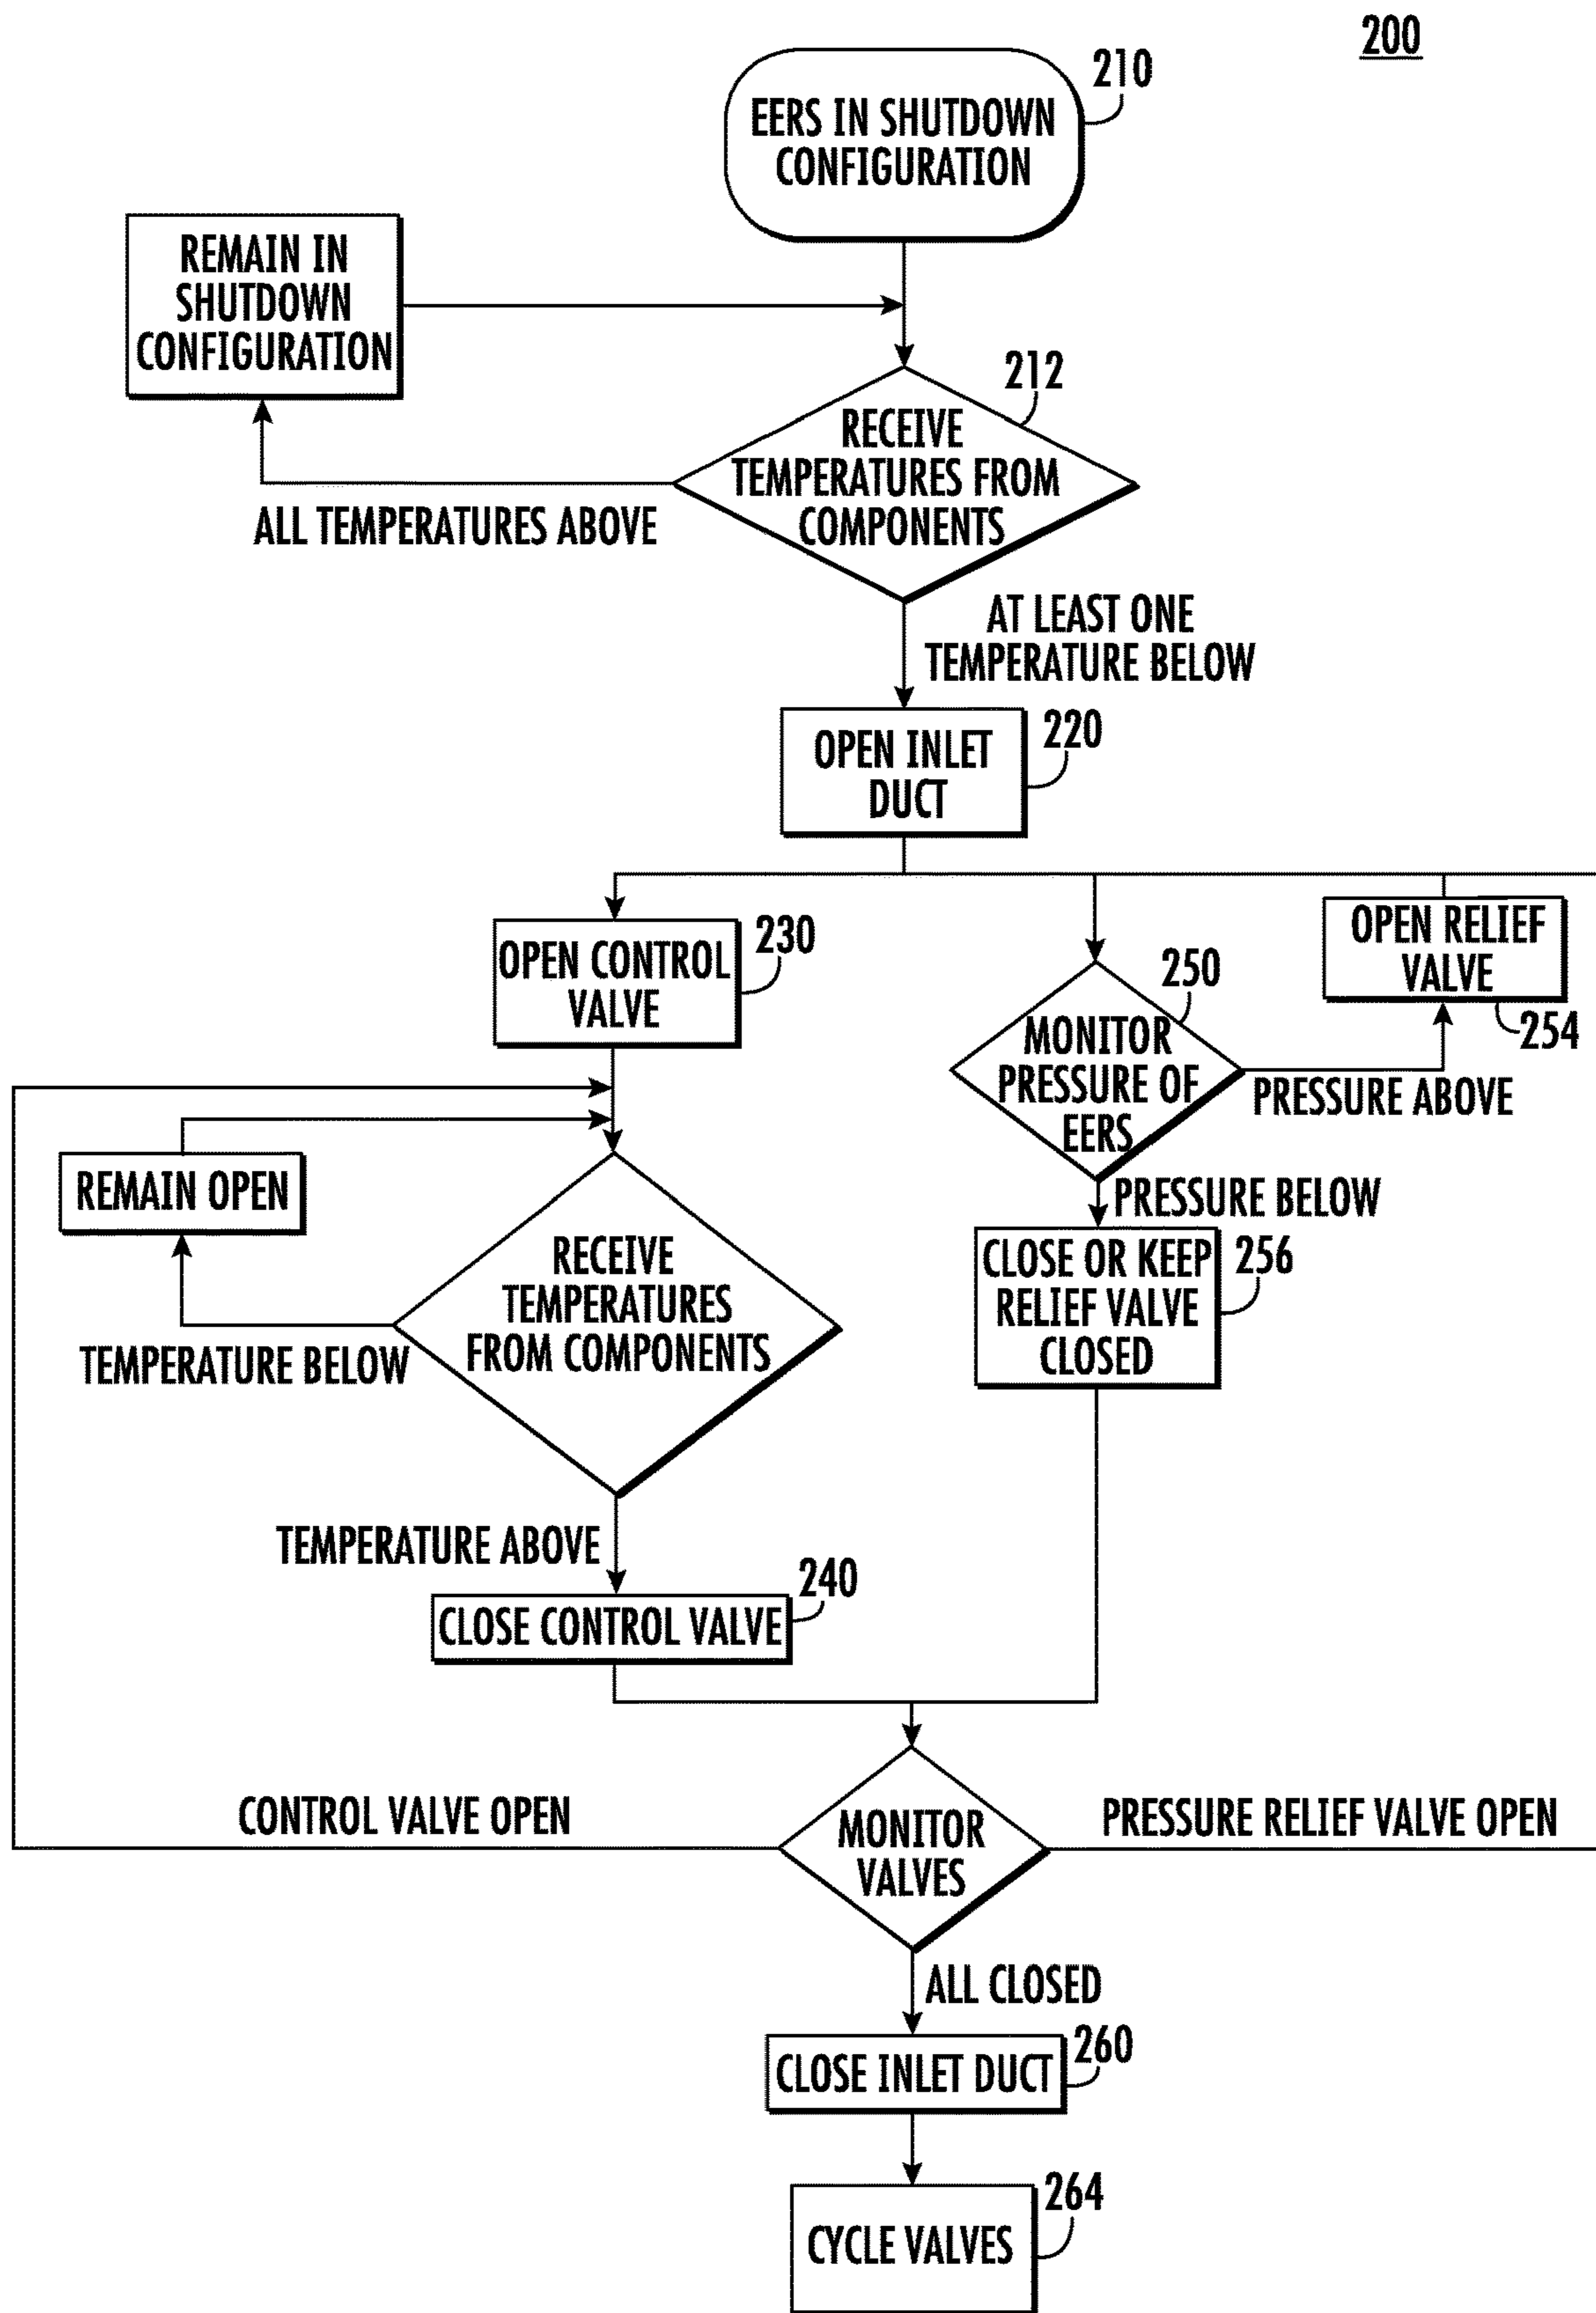 200
210
EERS IN SHUTDOWN
CONFIGURATION
REMAIN IN
SHUTDOWN
CONFIGURATION
212
RECEIVE
TEMPERATURES FROM
COMPONENTS
ALL TEMPERATURES ABOVE
AT LEAST ONE
TEMPERATURE BELOW
220
OPEN INLET
DUCT
230
OPEN CONTROL
VALVE
250
MONITOR
PRESSURE OF
EERS
OPEN RELIEF
VALVE
254
PRESSURE ABOVE
REMAIN OPEN
PRESSURE BELOW
RECEIVE
TEMPERATURES
FROM COMPONENTS
TEMPERATURE BELOW
256
CLOSE OR KEEP
RELIEF VALVE
CLOSED
TEMPERATURE ABOVE
240
CLOSE CONTROL VALVE
CONTROL VALVE OPEN
MONITOR
VALVES
PRESSURE RELIEF VALVE OPEN
ALL CLOSED
260
CLOSE INLET DUCT
264
CYCLE VALVES